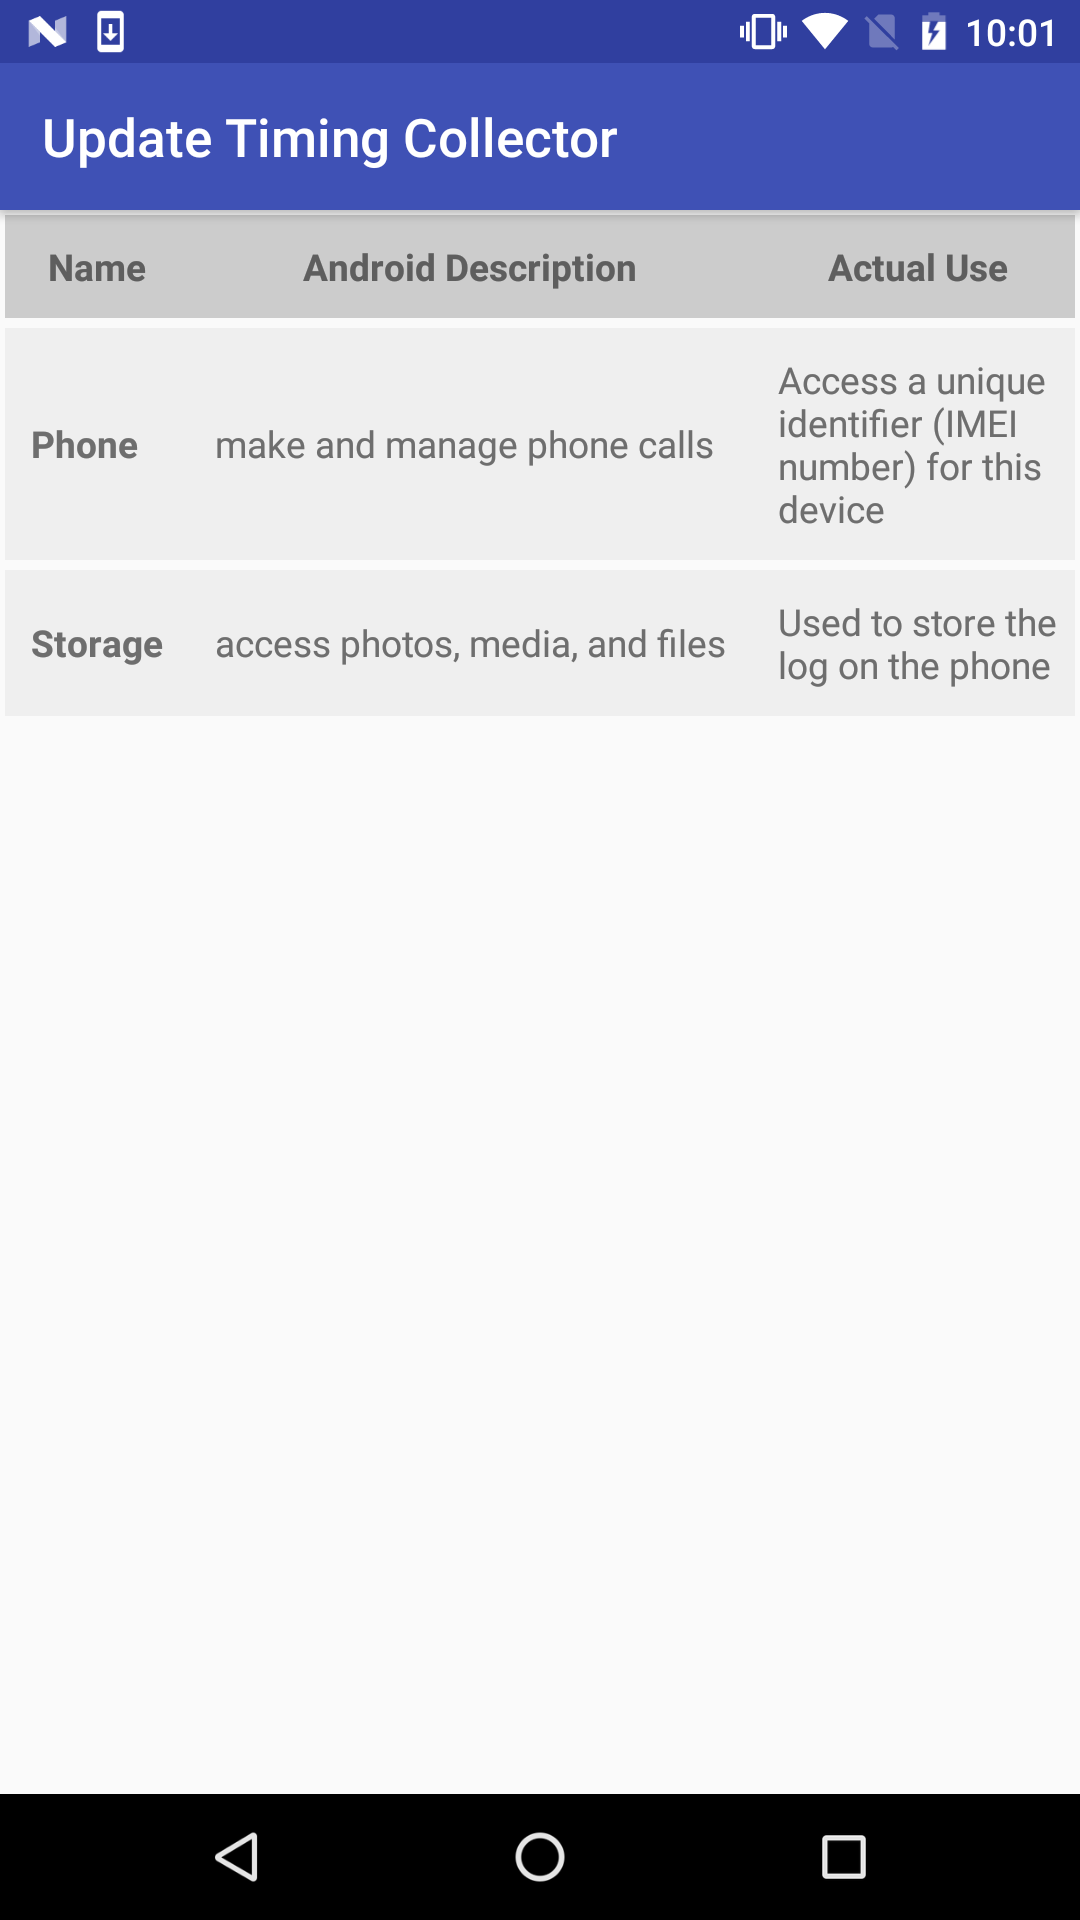 10:01
Update Timing Collector
Name Android Description Actual Use
Phone make and manage phone calls Access a unique
identifier (IMEI
number) for this
device
Storage access photos, media, and files Used to store the
log on the phone